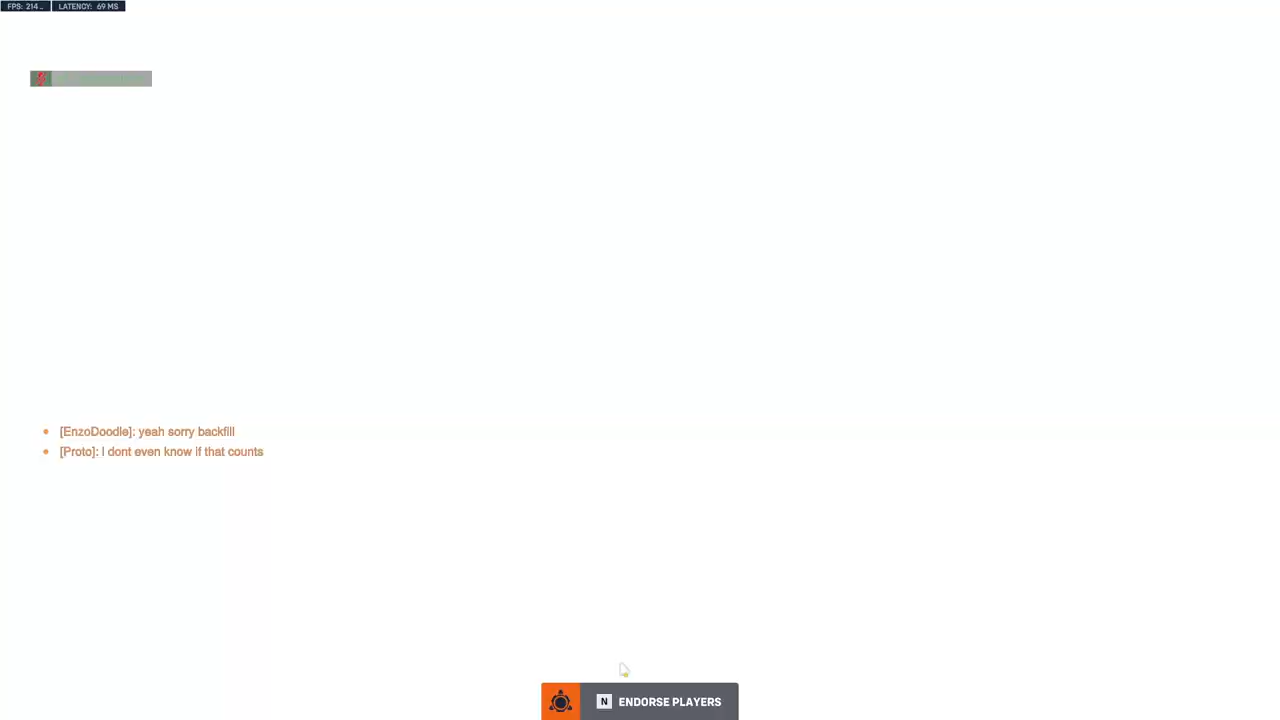 FPS: 214 ..
LATENCY: 69 MS
[EnzoDoodle]: yeah sorry backfill
[Proto]: I dont even know if that counts
N ENDORSE PLAYERS